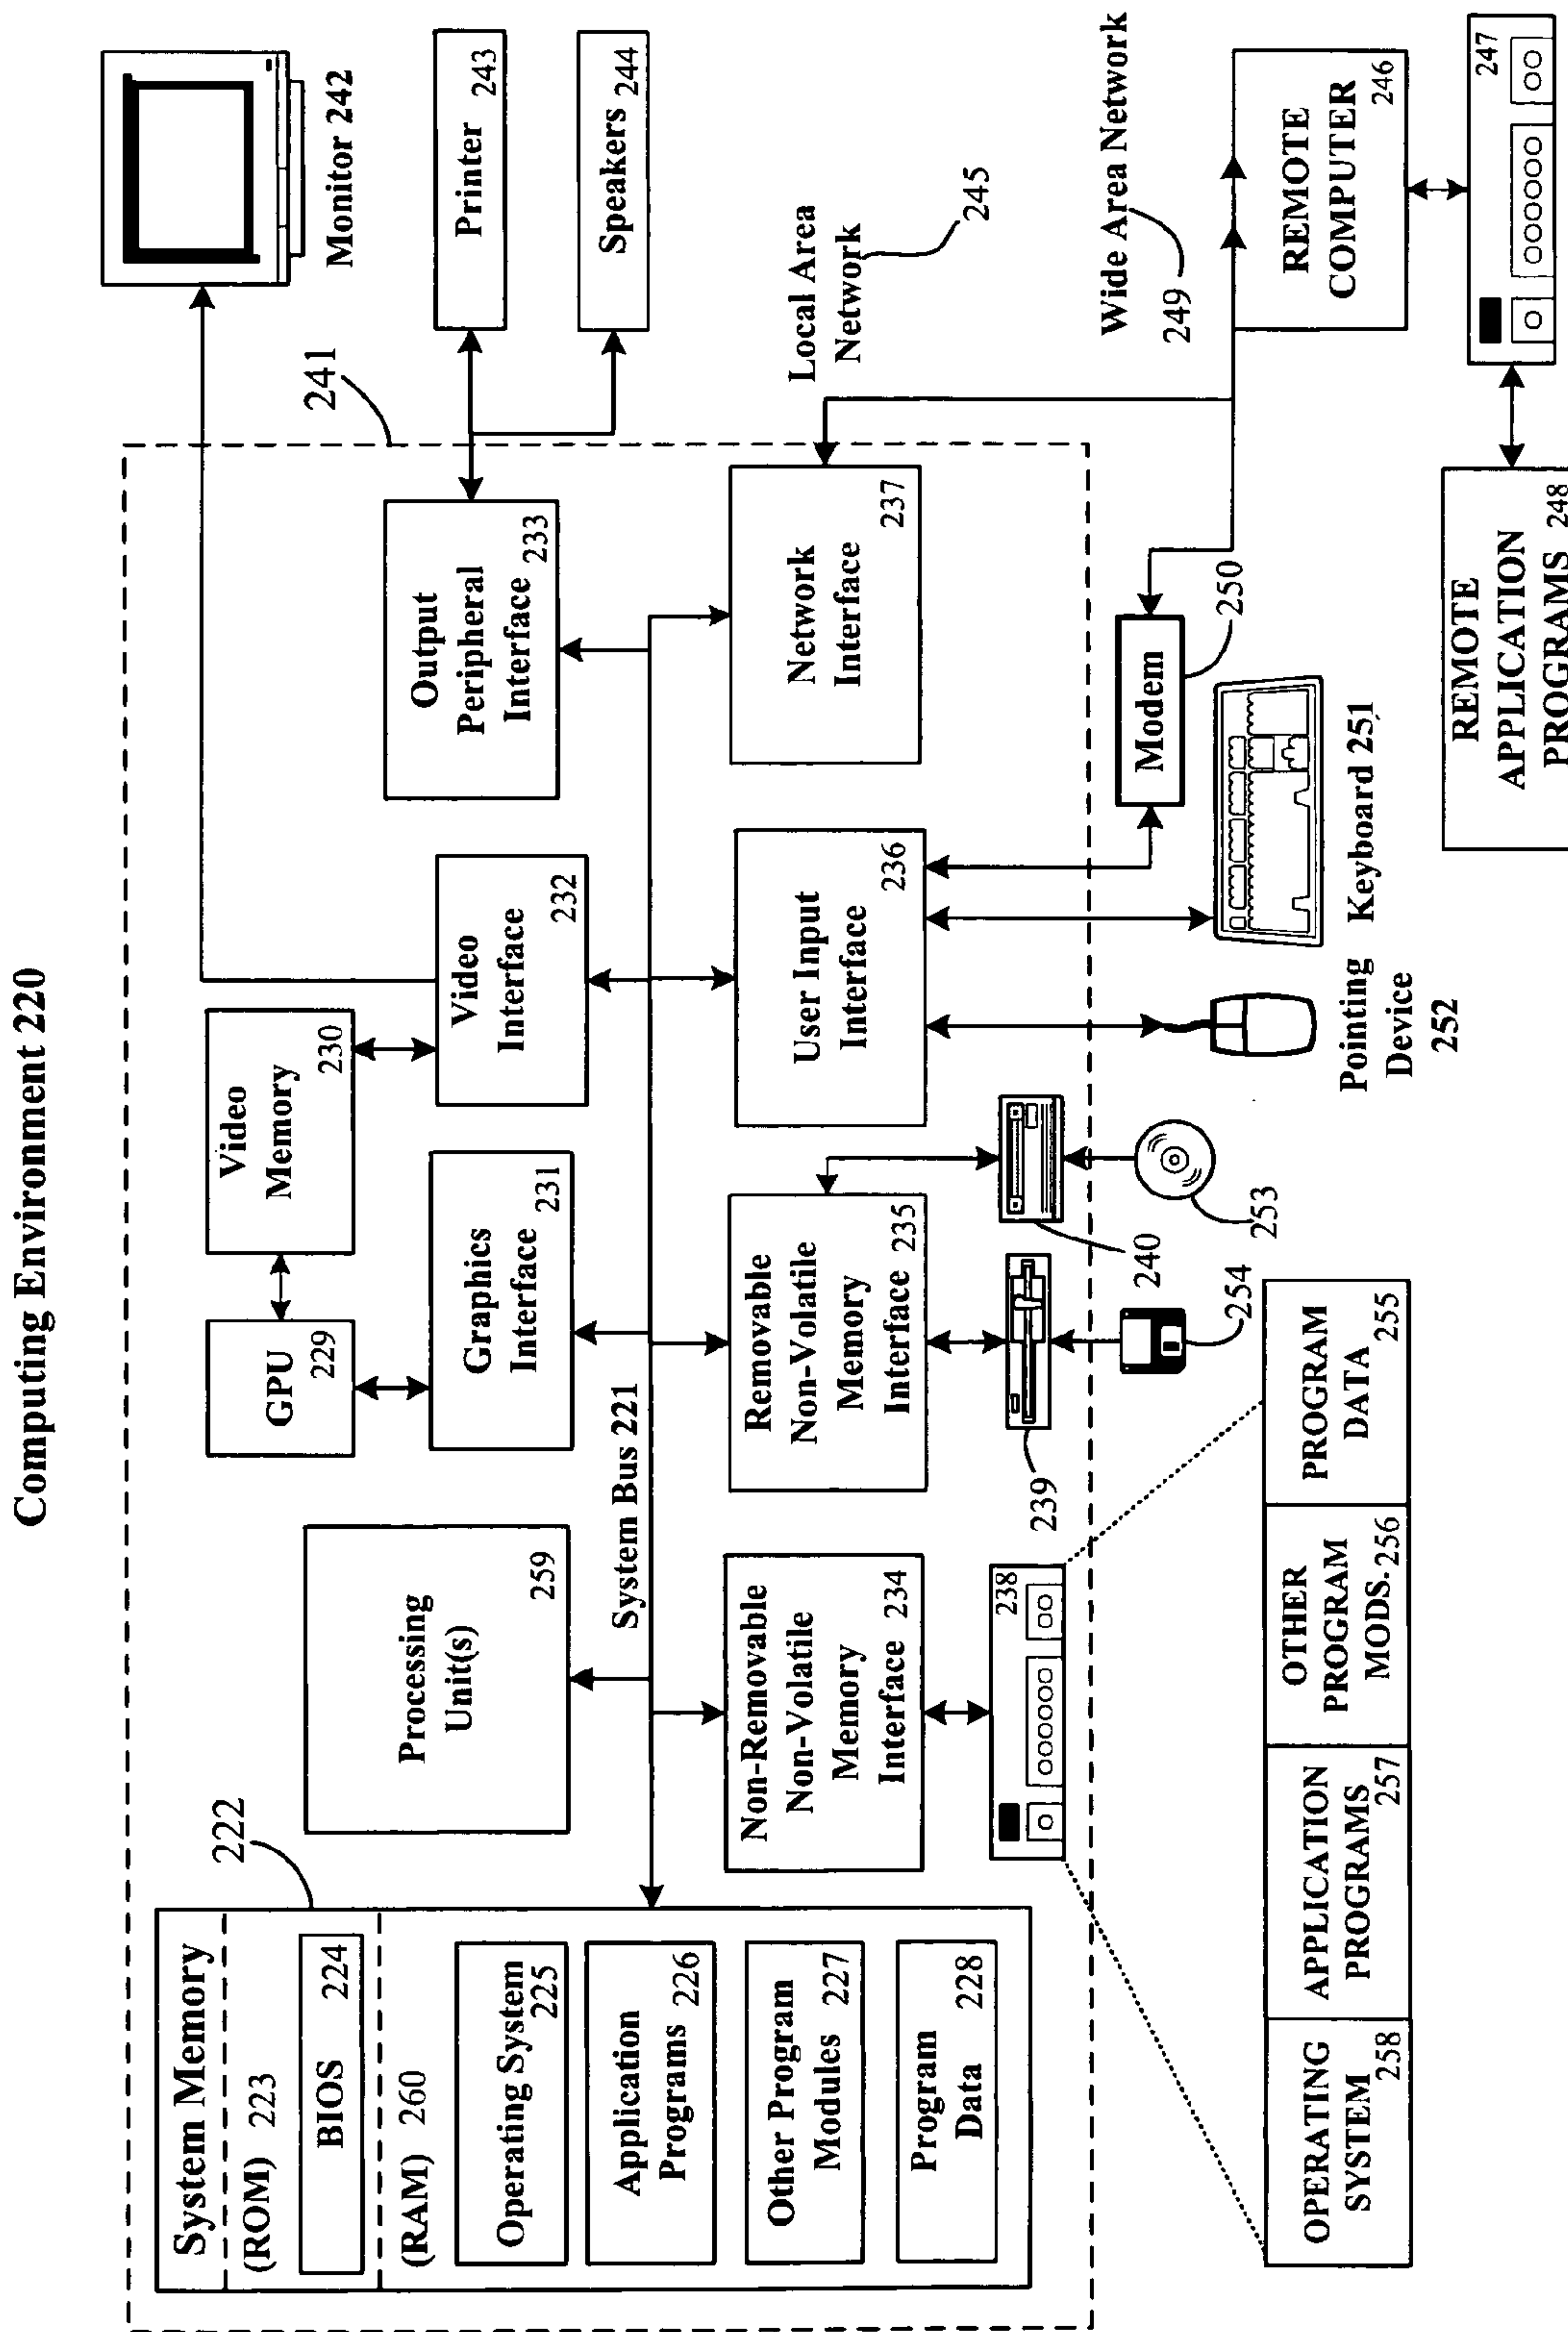 Computing Environment 220
System Memory
222
(ROM) 223
BIOS 224
(RAM) 260
Operating System
225
Application
Programs 226
Other Program
Modules 227
Program
Data 228
Processing
Unit(s)
259
System Bus 221
GPU
229
Video
Memory
230
Graphics
Interface
231
Video
Interface
232
Output
Peripheral
Interface 233
241
Monitor 242
Printer 243
Speakers 244
Non-Removable
Non-Volatile
Memory
Interface 234
Removable
Non-Volatile
Memory
Interface 235
User Input
Interface
236
Network
Interface
237
Local Area
Network
245
238
239
240
254
253
Pointing
Device
252
Keyboard 251
Modem
250
Wide Area Network
249
REMOTE
COMPUTER
246
247
REMOTE
APPLICATION
PROGRAMS 248
OPERATING
SYSTEM
258
APPLICATION
PROGRAMS
257
OTHER
PROGRAM
MODS. 256
PROGRAM
DATA
255